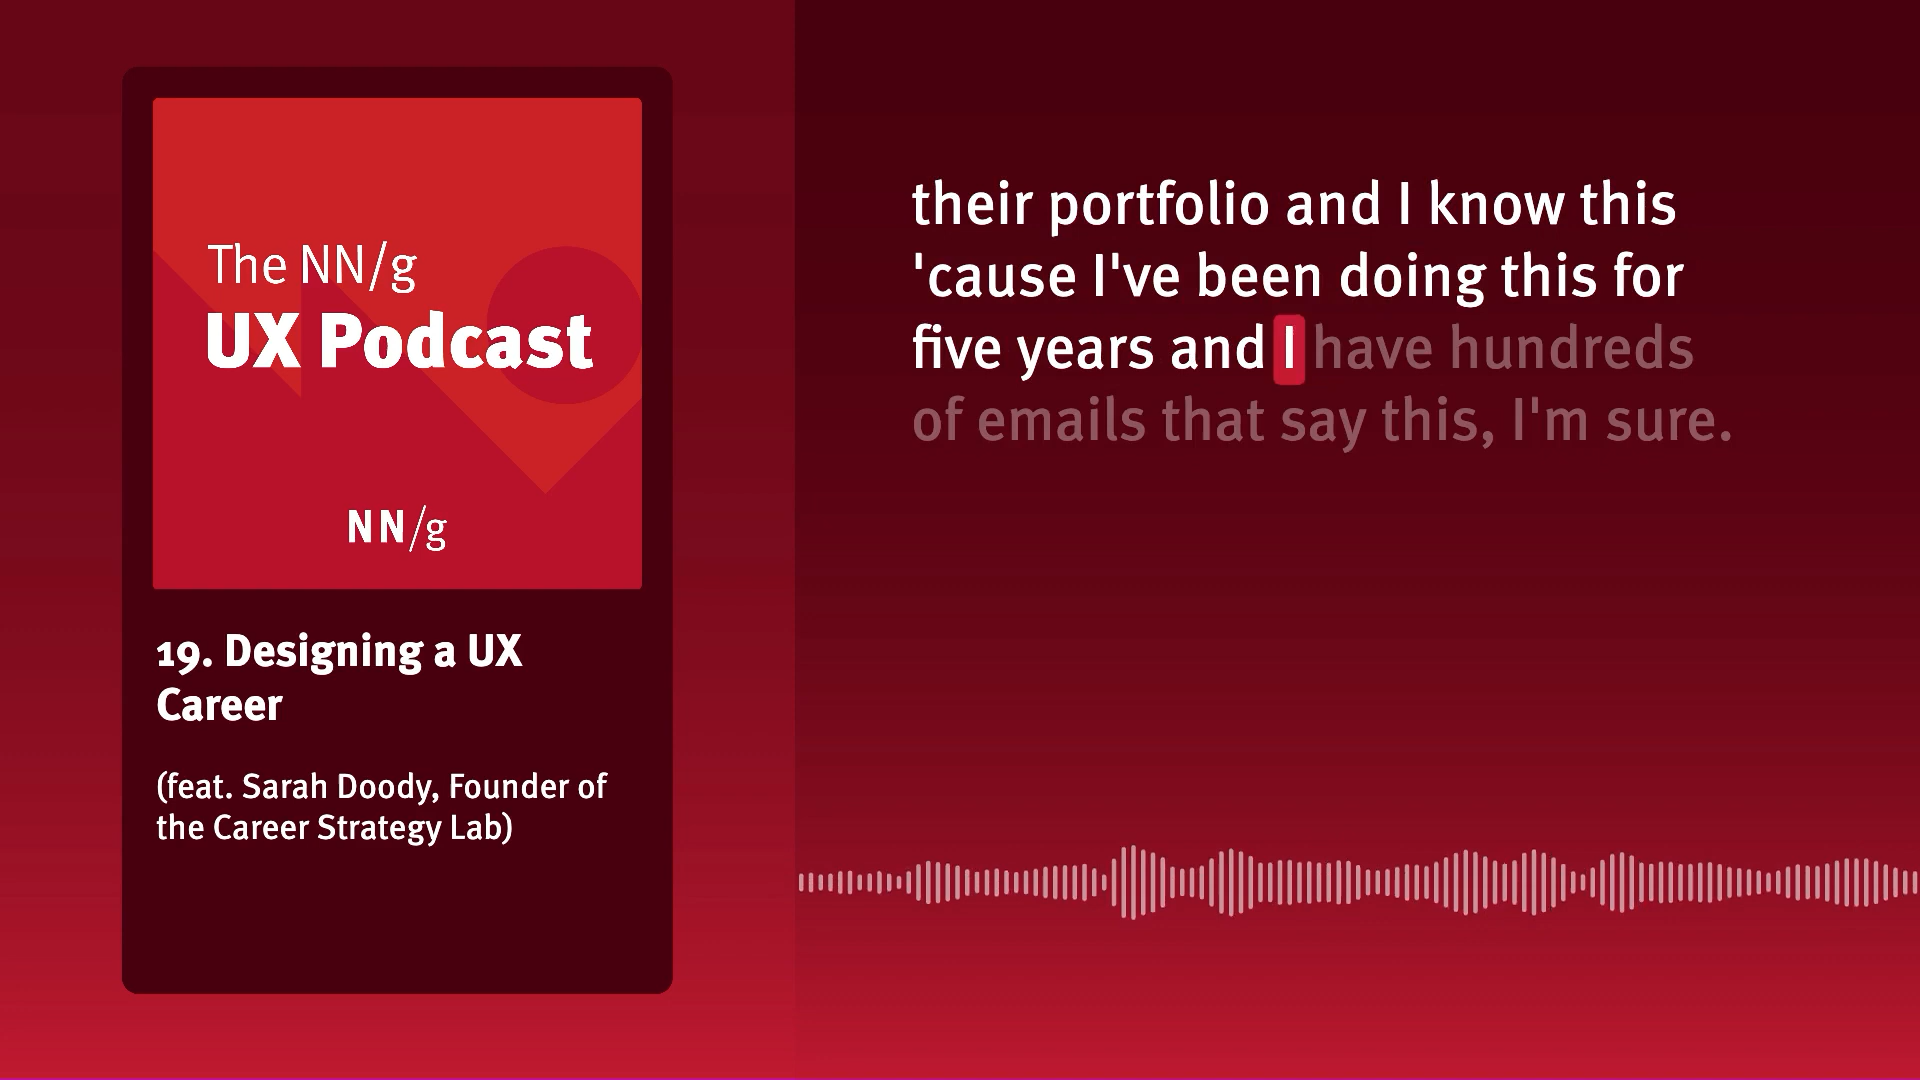 The NN/g
UX Podcast
NN/g
19. Designing a UX
Career
(feat. Sarah Doody, Founder of
the Career Strategy Lab)
their portfolio and I know this
'cause I've been doing this for
five years and I have hundreds
of emails that say this, I'm sure.